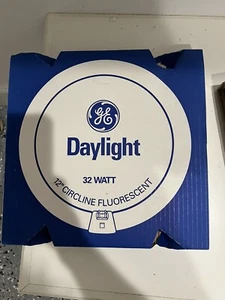 GE
Daylight
32 WATT
12" CIRCLINE FLUORESCENT